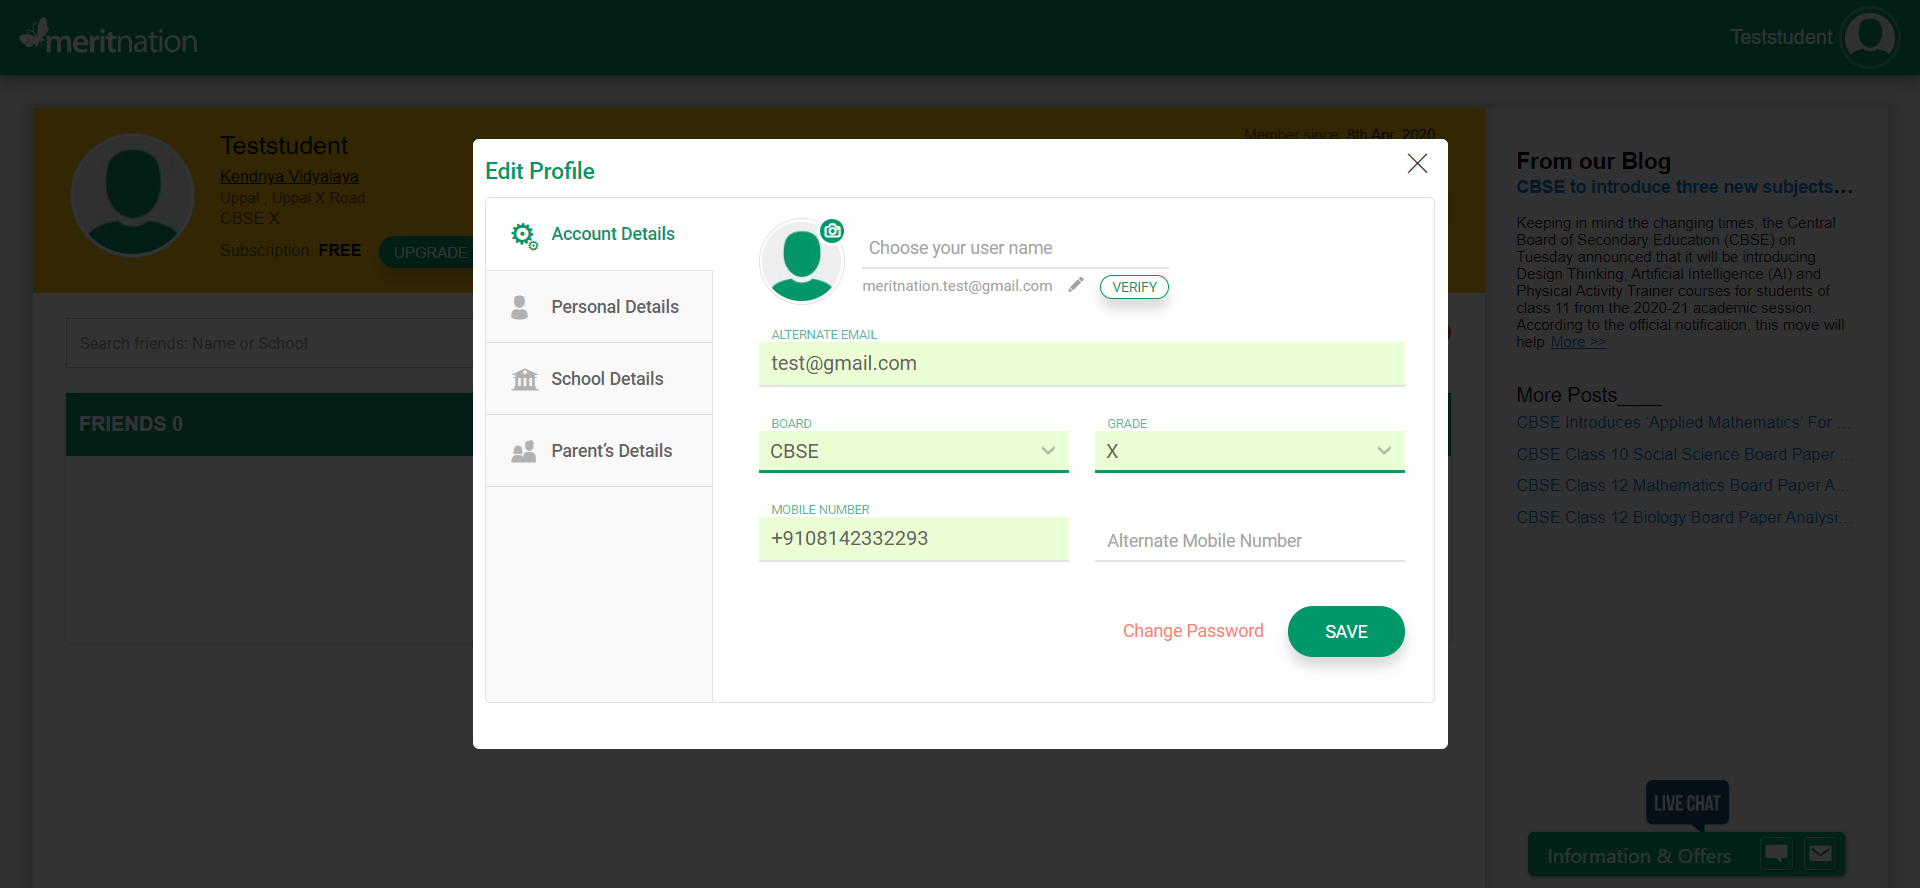 meritnation
Teststudent
Teststudent
Kendriya Vidyalaya
Uppal , Uppal X Road
CBSE X
Subscription: FREE
UPGRADE
Member since: 8th Apr, 2020
Search friends: Name or School
FRIENDS 0
Edit Profile
Account Details
Personal Details
School Details
Parent’s Details
Choose your user name
meritnation.test@gmail.com
VERIFY
ALTERNATE EMAIL
test@gmail.com
BOARD
CBSE
GRADE
X
MOBILE NUMBER
+9108142332293
Alternate Mobile Number
Change Password
SAVE
From our Blog
CBSE to introduce three new subjects...
Keeping in mind the changing times, the Central
Board of Secondary Education (CBSE) on
Tuesday announced that it will be introducing
Design Thinking, Artificial Intelligence (AI) and
Physical Activity Trainer courses for students of
class 11 from the 2020-21 academic session.
According to the official notification, this move will
help More >>
More Posts____
CBSE Introduces ‘Applied Mathematics’ For ...
CBSE Class 10 Social Science Board Paper ...
CBSE Class 12 Mathematics Board Paper A...
CBSE Class 12 Biology Board Paper Analysi...
LIVE CHAT
Information & Offers